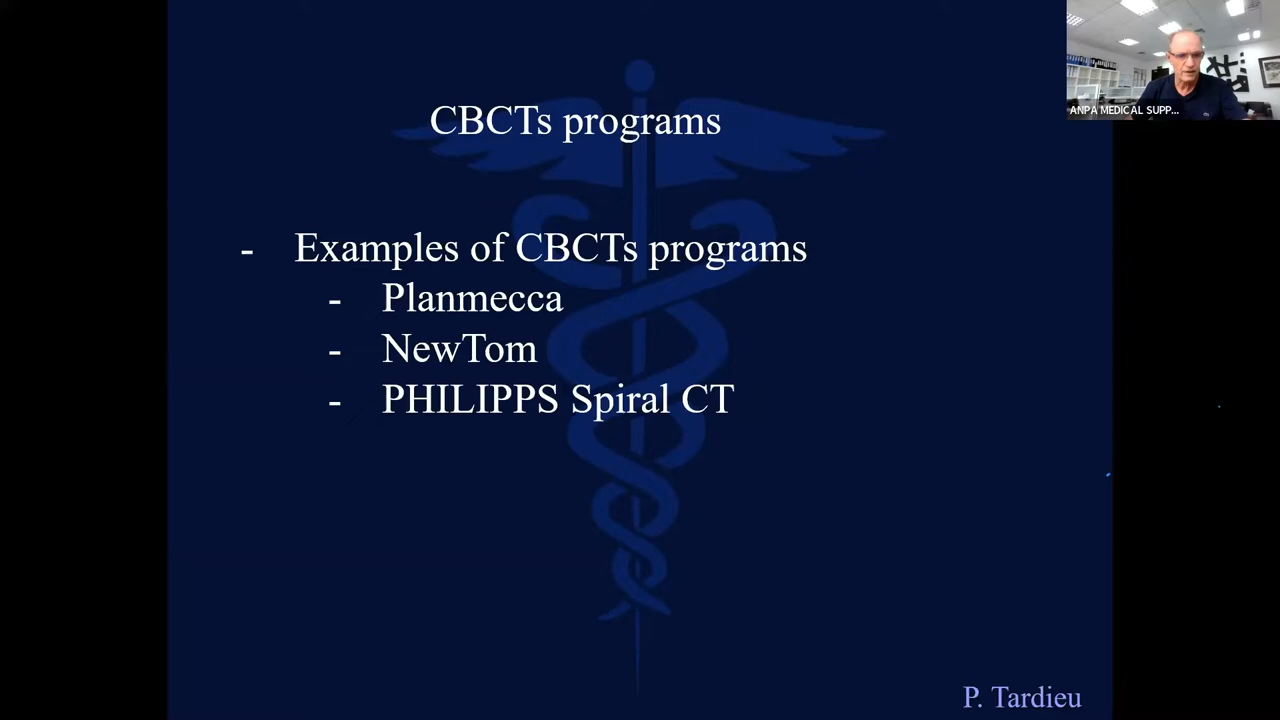 CBCTs programs
- Examples of CBCTs programs
- Planmecca
- NewTom
- PHILIPPS Spiral CT
P. Tardieu
ANPA MEDICAL SUPP...